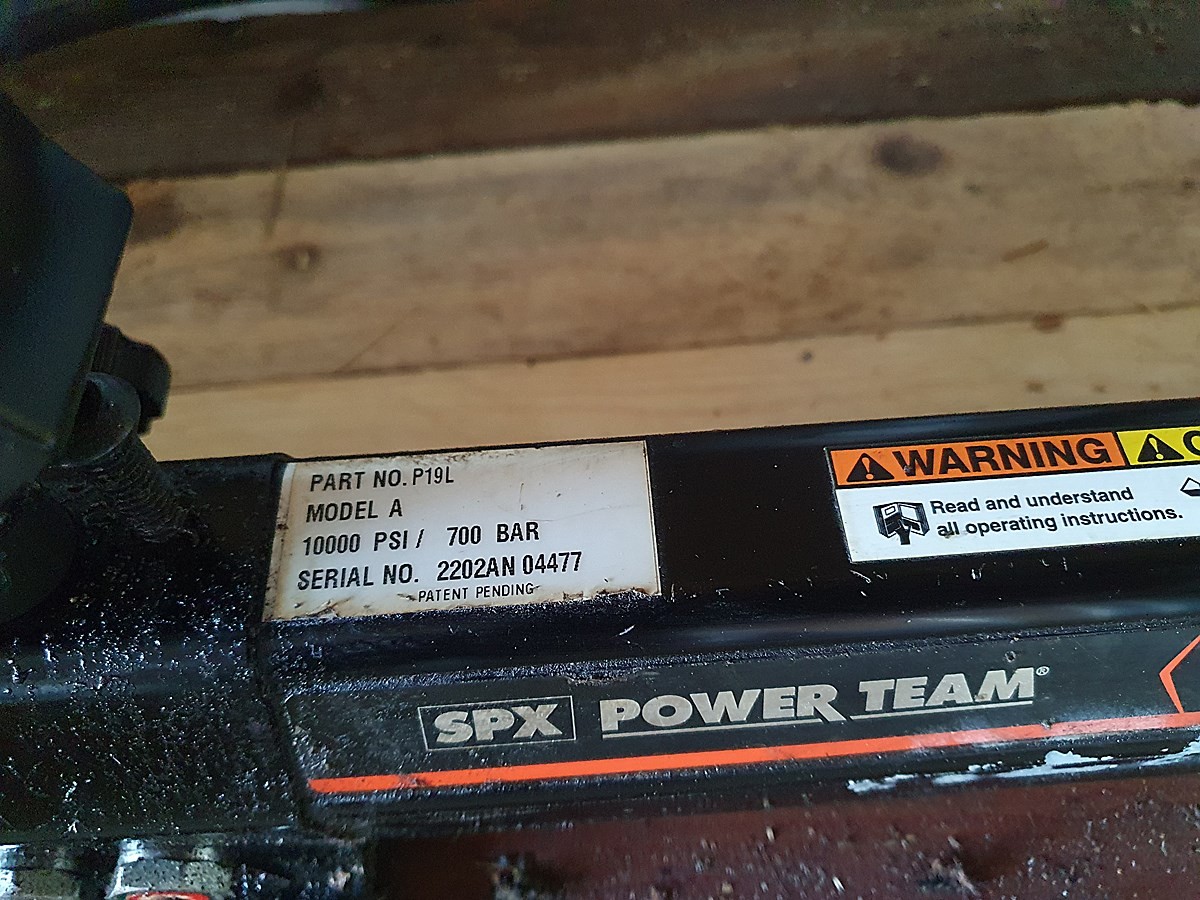 PART NO. P19L
MODEL A
10000 PSI / 700 BAR
SERIAL NO. 2202AN 04477
PATENT PENDING
WARNING
Read and understand
all operating instructions.
SPX POWER TEAM®